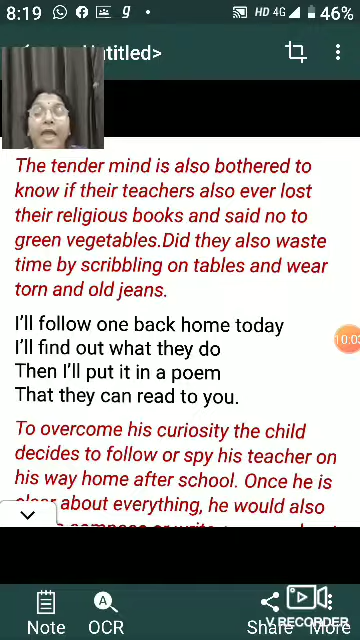 8:19 g HD 4G 46%
<Untitled>
The tender mind is also bothered to
know if their teachers also ever lost
their religious books and said no to
green vegetables.Did they also waste
time by scribbling on tables and wear
torn and old jeans.
I'll follow one back home today
I'll find out what they do
Then I'll put it in a poem
That they can read to you.
10:03
To overcome his curiosity the child
decides to follow or spy his teacher on
his way home after school. Once he is
clear about everything, he would also
Note OCR Share More
V RECORDER